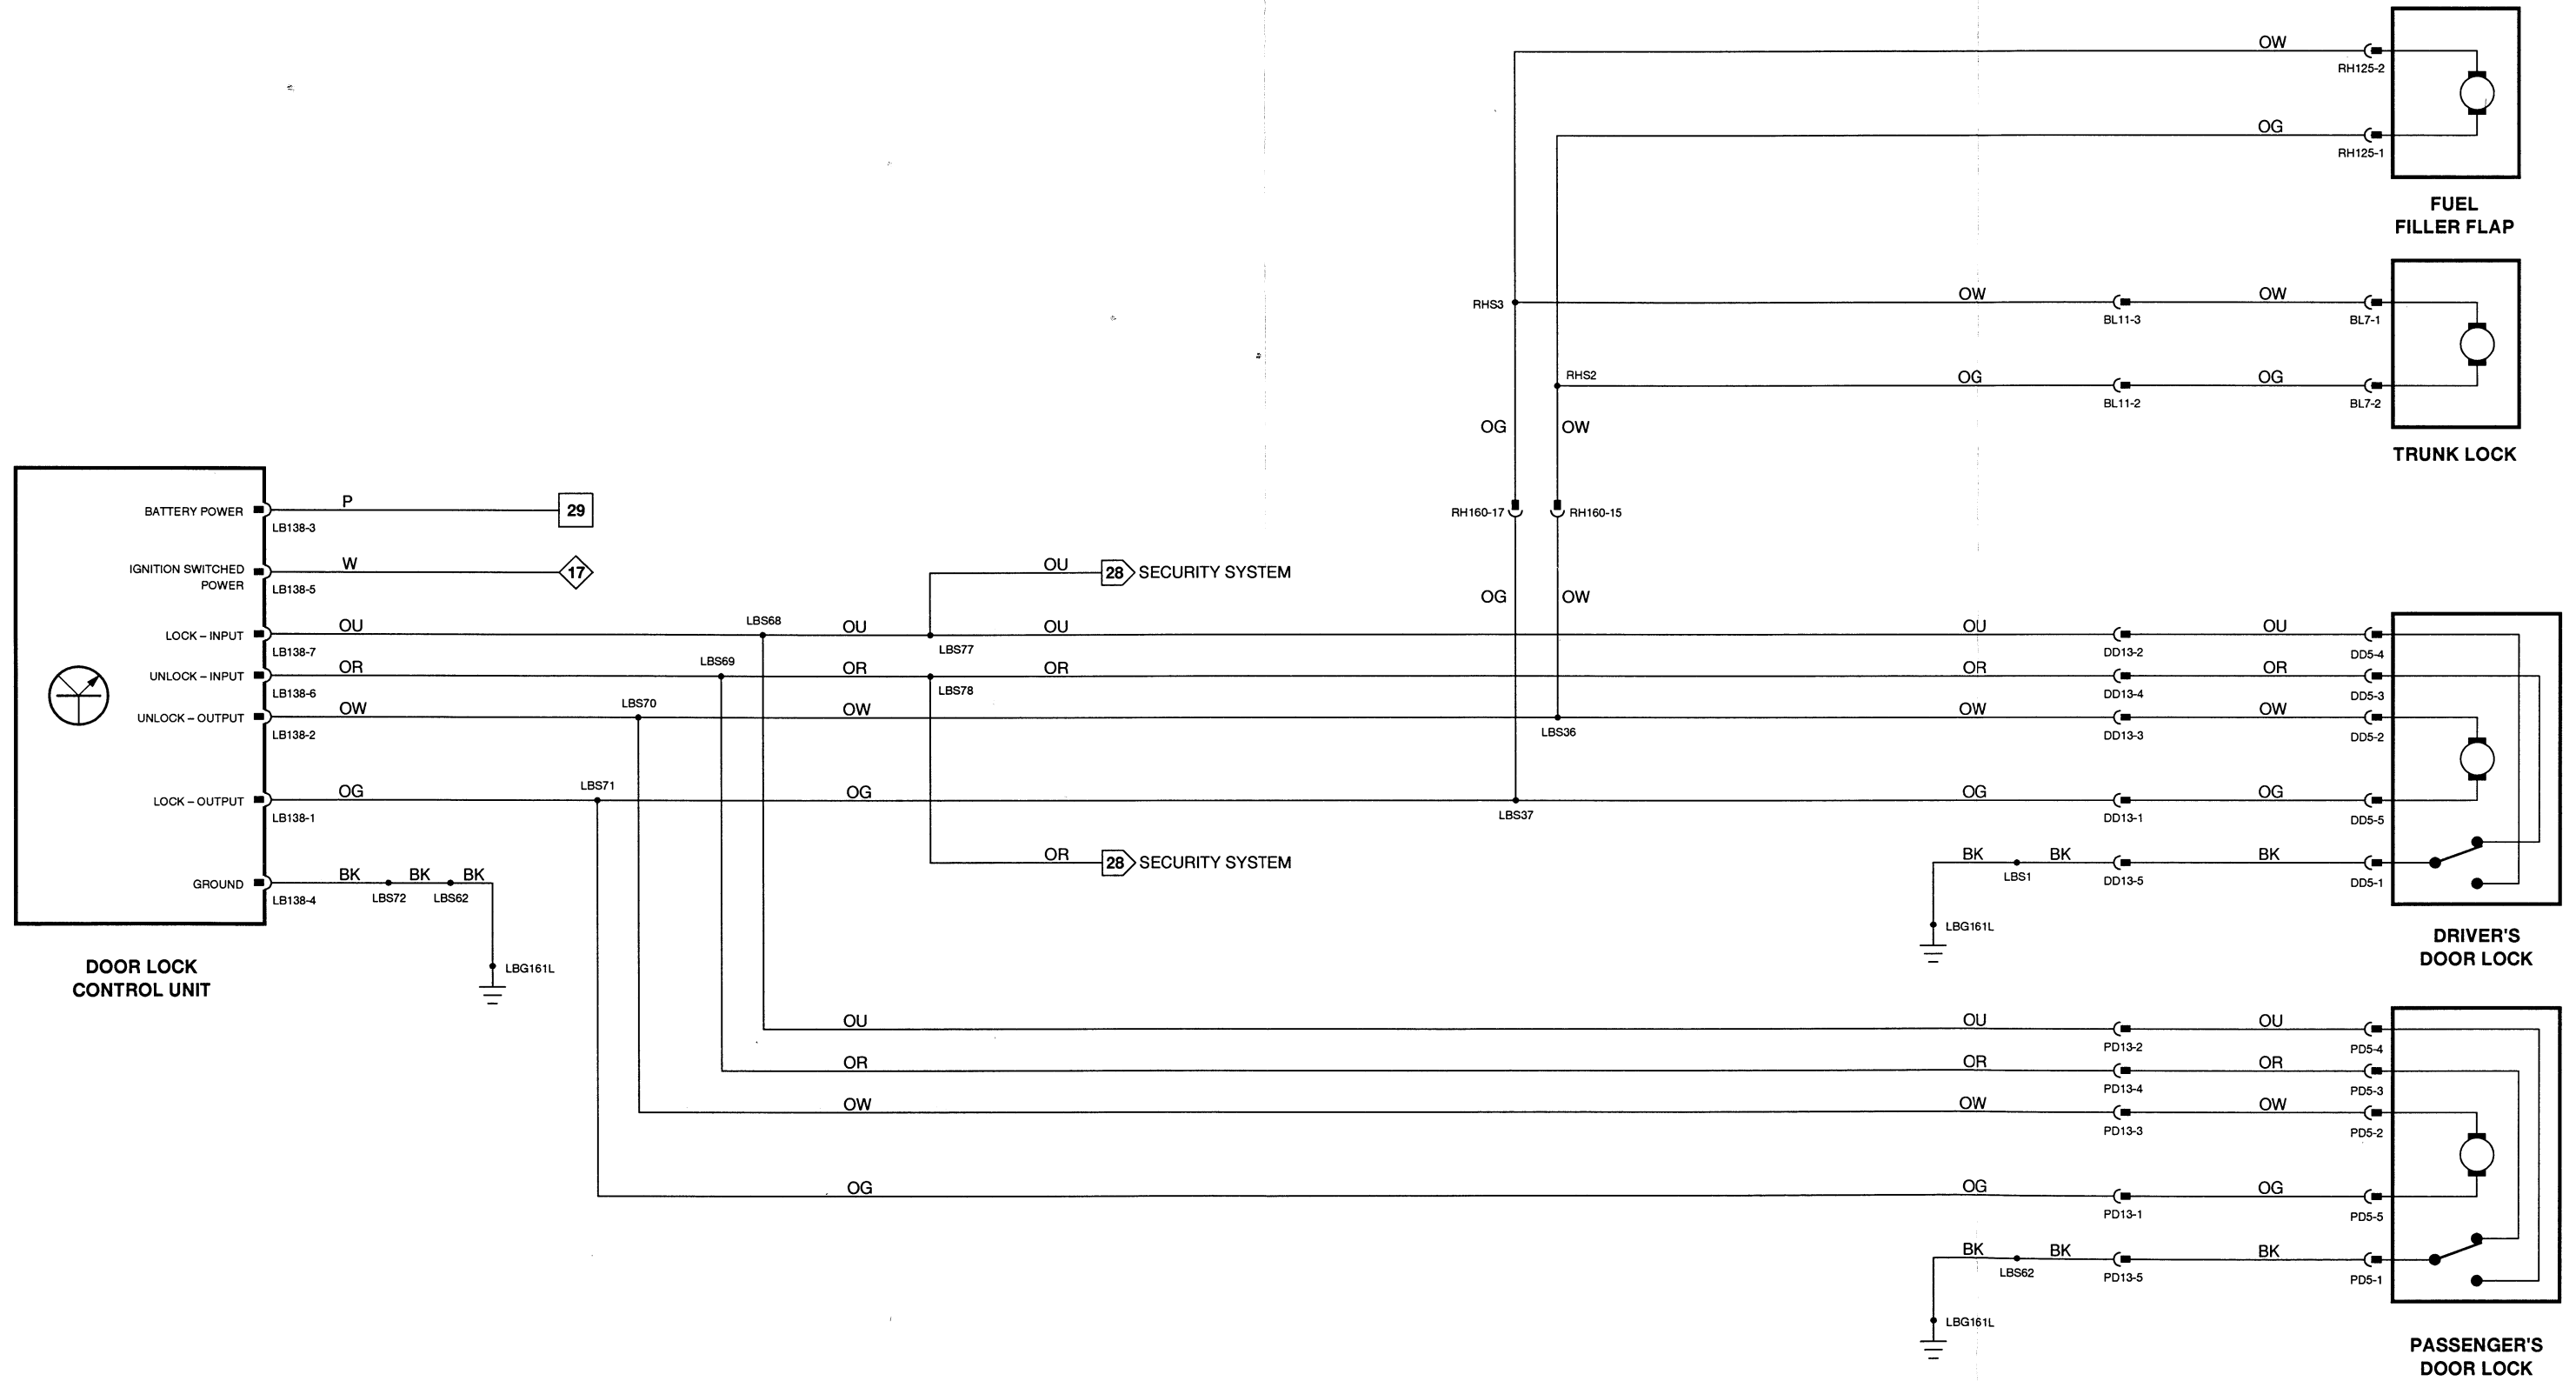 OW
RH125-2
OG
RH125-1
FUEL
FILLER FLAP
RHS3
OW
OW
BL11-3
BL7-1
RHS2
OG
OG
BL11-2
BL7-2
OG
OW
TRUNK LOCK
BATTERY POWER
P
29
LB138-3
RH160-17
RH160-15
IGNITION SWITCHED
POWER
W
17
LB138-5
OU
28
SECURITY SYSTEM
OG
OW
LOCK – INPUT
OU
LBS68
OU
OU
OU
OU
LB138-7
LBS77
DD13-2
DD5-4
UNLOCK – INPUT
OR
LBS69
OR
OR
OR
OR
LB138-6
LBS78
DD13-4
DD5-3
UNLOCK – OUTPUT
OW
LBS70
OW
OW
OW
LB138-2
LBS36
DD13-3
DD5-2
LOCK – OUTPUT
OG
LBS71
OG
OG
OG
LB138-1
LBS37
DD13-1
DD5-5
OR
28
SECURITY SYSTEM
BK
BK
BK
LBS1
DD13-5
DD5-1
GROUND
BK
BK
BK
LB138-4
LBS72
LBS62
LBG161L
LBG161L
DRIVER'S
DOOR LOCK
DOOR LOCK
CONTROL UNIT
OU
OU
OU
PD13-2
PD5-4
OR
OR
OR
PD13-4
PD5-3
OW
OW
OW
PD13-3
PD5-2
OG
OG
OG
PD13-1
PD5-5
BK
BK
BK
LBS62
PD13-5
PD5-1
LBG161L
PASSENGER'S
DOOR LOCK